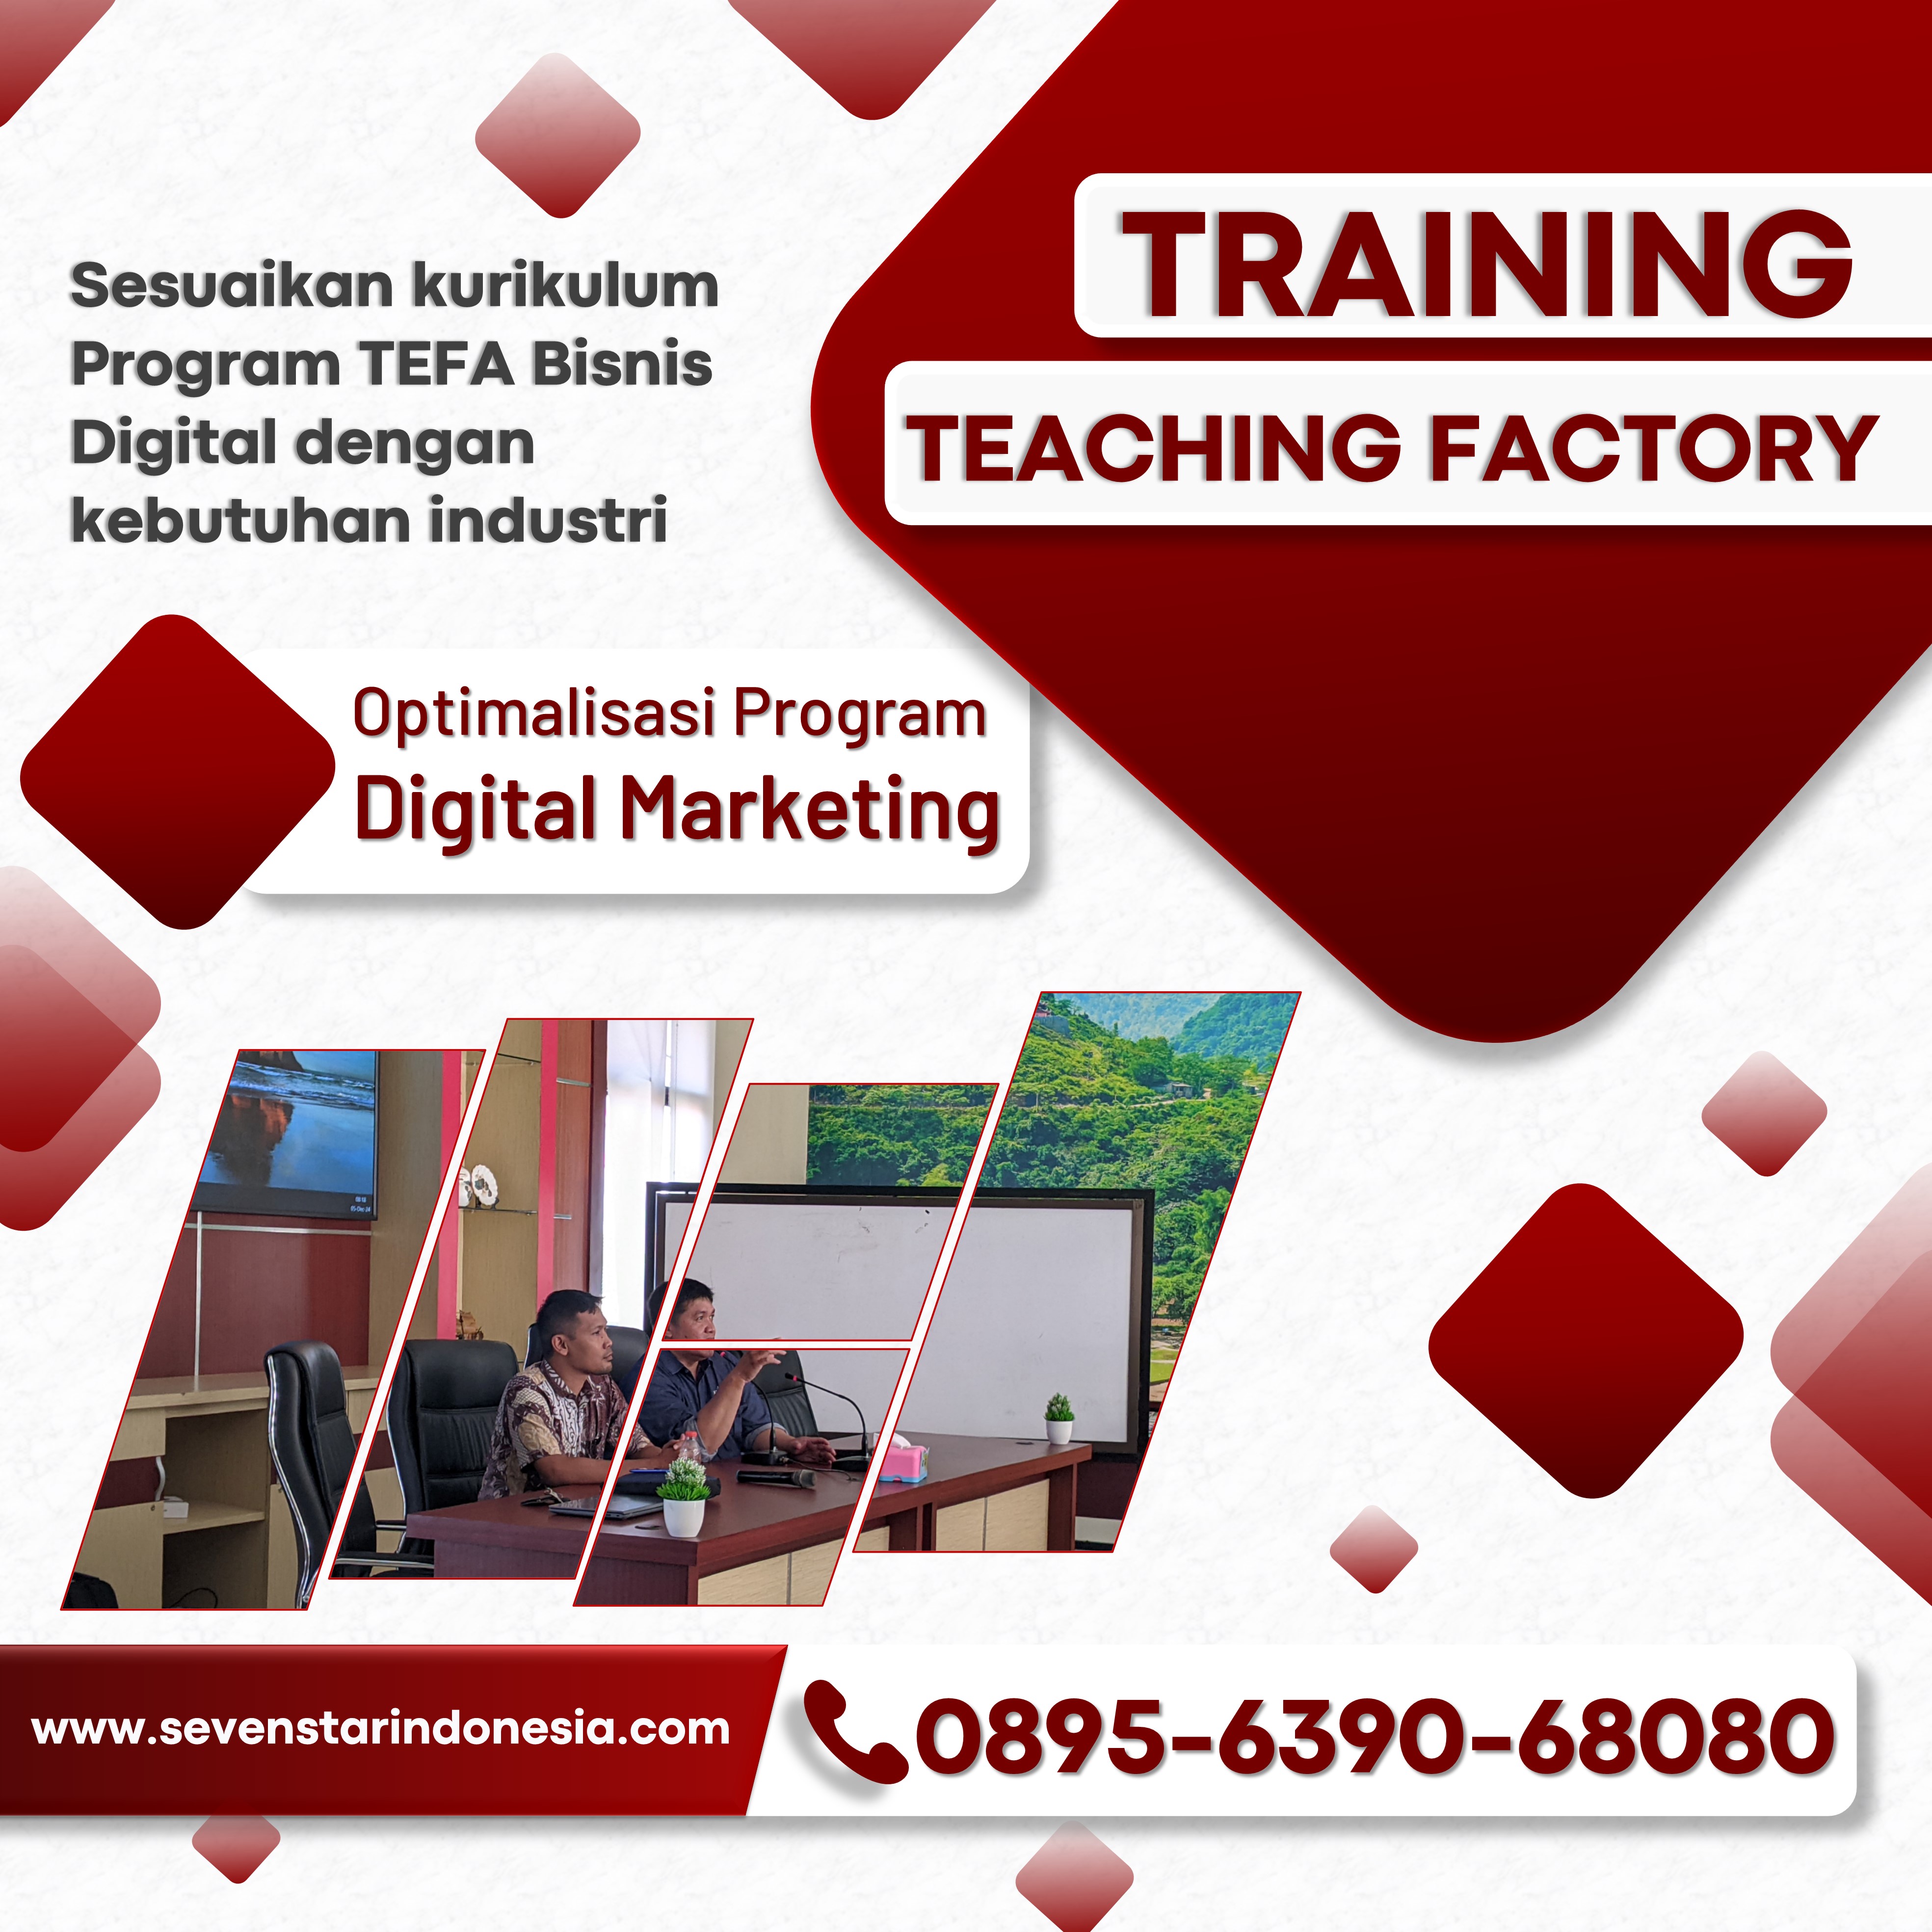 TRAINING
TEACHING FACTORY
Sesuaikan kurikulum
Program TEFA Bisnis
Digital dengan
kebutuhan industri
Optimalisasi Program
Digital Marketing
www.sevenstarindonesia.com
0895-6390-68080